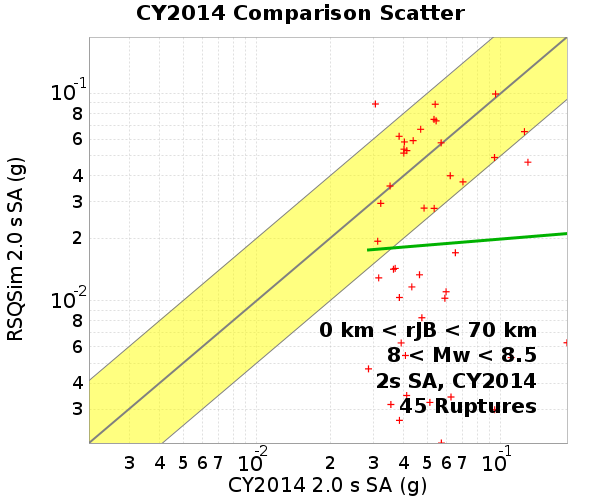 CY2014 Comparison Scatter
RSQSim 2.0 s SA (g)
10-1
8
6
4
3
2
10-2
8
6
4
3
0 km < rJB < 70 km
8 < Mw < 8.5
2s SA, CY2014
45 Ruptures
3 4 5 6 7 10-2 2 3 4 5 6 7 10-1 2
CY2014 2.0 s SA (g)